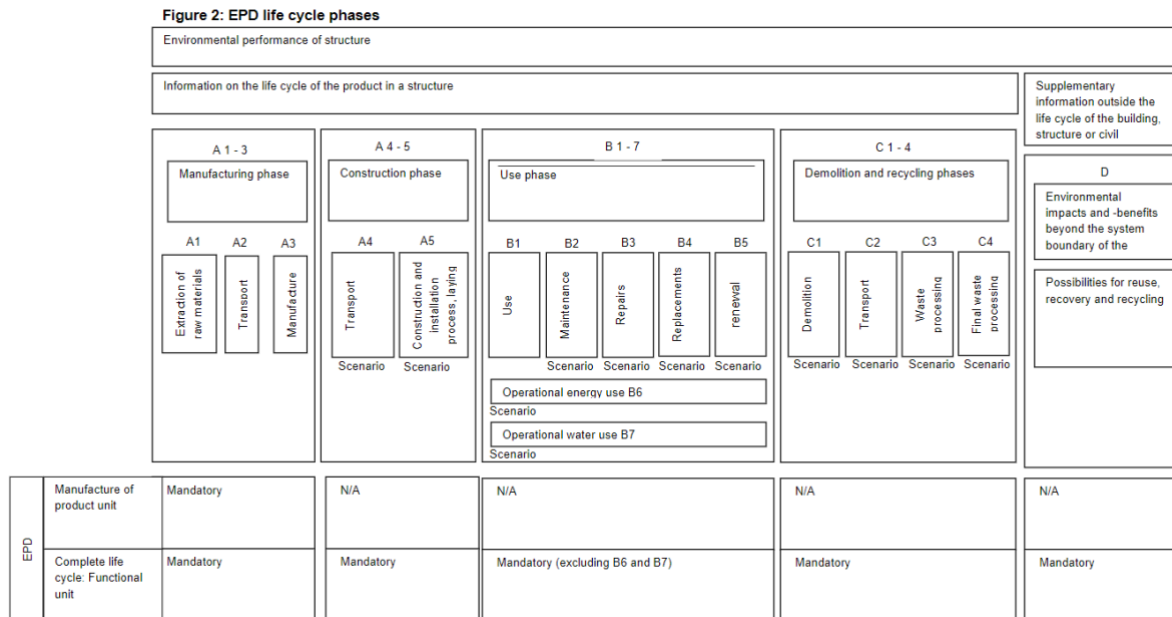 Figure 2: EPD life cycle phases
Environmental performance of structure
Information on the life cycle of the product in a structure
Supplementary
information outside
the life cycle of the building,
structure or civil
A 1 - 3
Manufacturing phase
A 4 - 5
Construction phase
B 1 - 7
Use phase
C 1 - 4
Demolition and recycling phases
D
Environmental
impacts and -benefits
beyond the system
boundary of the
A1
A2
A3
A4
A5
B1
B2
B3
B4
B5
C1
C2
C3
C4
Extraction of
raw materials
Transport
Manufacture
Transport
Construction and
installation
process, laying
Use
Maintenance
Repairs
Replacements
renewal
Demolition
Transport
Waste
processing
Final waste
processing
Possibilities for reuse,
recovery and recycling
Scenario
Scenario
Scenario
Scenario
Scenario
Scenario
Scenario
Scenario
Scenario
Scenario
Operational energy use B6
Scenario
Operational water use B7
Scenario
EPD
Manufacture of
product unit
Mandatory
N/A
N/A
N/A
N/A
Complete life
cycle: Functional
unit
Mandatory
Mandatory
Mandatory (excluding B6 and B7)
Mandatory
Mandatory